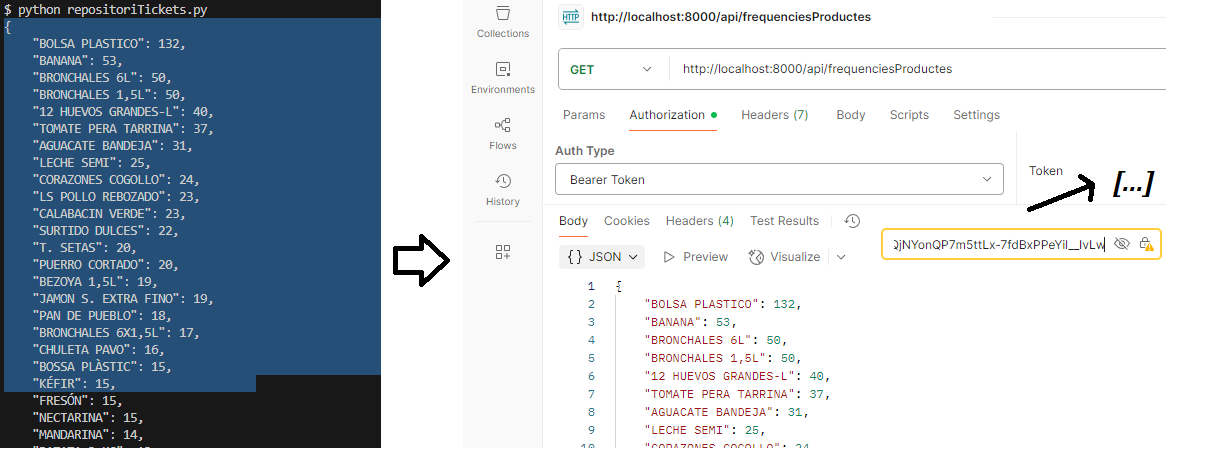 $ python repositoriTickets.py
{
"BOLSA PLASTICO": 132,
"BANANA": 53,
"BRONCHALES 6L": 50,
"BRONCHALES 1,5L": 50,
"12 HUEVOS GRANDES-L": 40,
"TOMATE PERA TARRINA": 37,
"AGUACATE BANDEJA": 31,
"LECHE SEMI": 25,
"CORAZONES COGOLLO": 24,
"LS POLLO REBOZADO": 23,
"CALABACIN VERDE": 23,
"SURTIDO DULCES": 22,
"T. SETAS": 20,
"PUERRO CORTADO": 20,
"BEZOYA 1,5L": 19,
"JAMON S. EXTRA FINO": 19,
"PAN DE PUEBLO": 18,
"BRONCHALES 6X1,5L": 17,
"CHULETA PAVO": 16,
"BOSSA PLÀSTIC": 15,
"KÉFIR": 15,
"FRESÓN": 15,
"NECTARINA": 15,
"MANDARINA": 14,
Collections
Environments
Flows
History
HTTP http://localhost:8000/api/frequenciesProductes
GET http://localhost:8000/api/frequenciesProductes
Params Authorization Headers (7) Body Scripts Settings
Auth Type
Bearer Token
Token
[...]
Body Cookies Headers (4) Test Results
QjNYonQP7m5ttLx-7fdBxPPeYiI__IvLw
{} JSON Preview Visualize
1 {
2 "BOLSA PLASTICO": 132,
3 "BANANA": 53,
4 "BRONCHALES 6L": 50,
5 "BRONCHALES 1,5L": 50,
6 "12 HUEVOS GRANDES-L": 40,
7 "TOMATE PERA TARRINA": 37,
8 "AGUACATE BANDEJA": 31,
9 "LECHE SEMI": 25,
10 "CORAZONES COGOLLO": 24